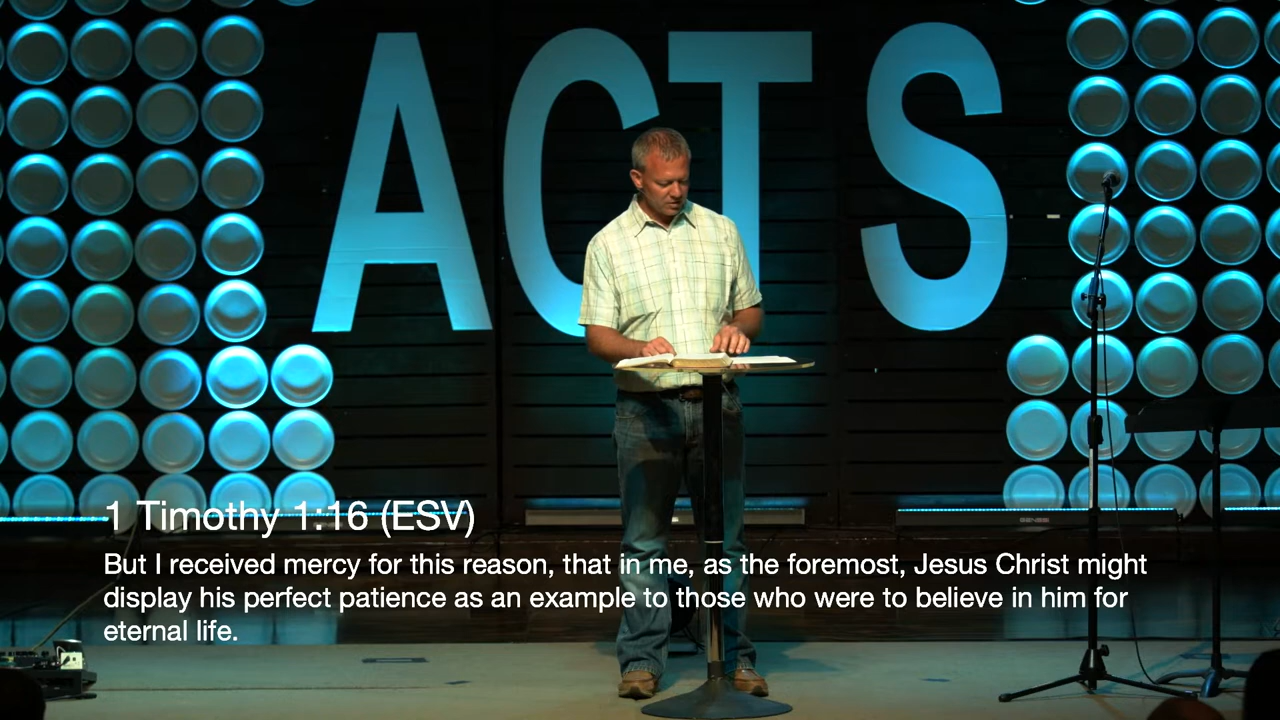 ACTS
1 Timothy 1:16 (ESV)
But I received mercy for this reason, that in me, as the foremost, Jesus Christ might
display his perfect patience as an example to those who were to believe in him for
eternal life.